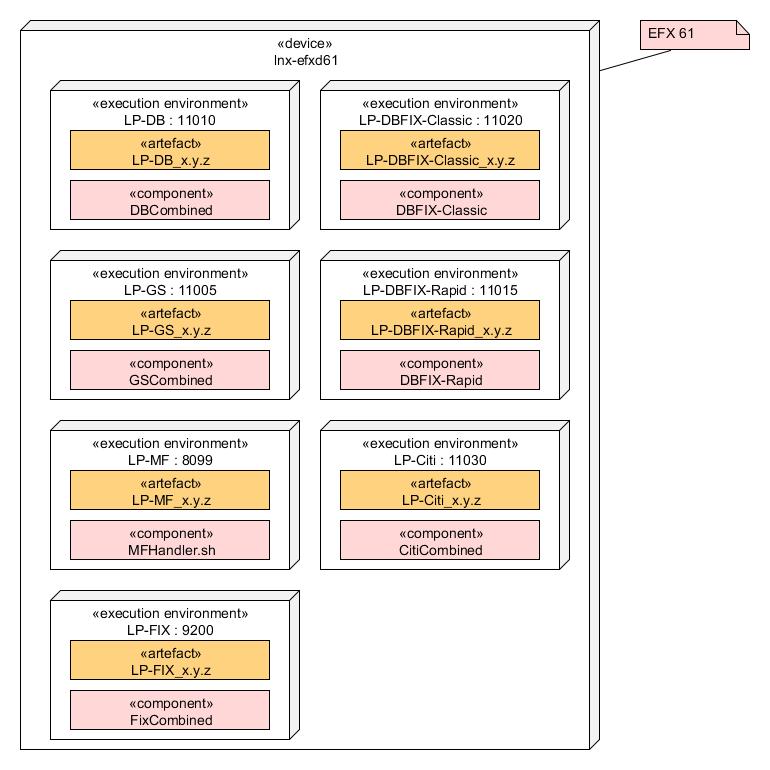 «device»
lnx-efxd61
EFX 61
«execution environment»
LP-DB : 11010
«artefact»
LP-DB_x.y.z
«component»
DBCombined
«execution environment»
LP-DBFIX-Classic : 11020
«artefact»
LP-DBFIX-Classic_x.y.z
«component»
DBFIX-Classic
«execution environment»
LP-GS : 11005
«artefact»
LP-GS_x.y.z
«component»
GSCombined
«execution environment»
LP-DBFIX-Rapid : 11015
«artefact»
LP-DBFIX-Rapid_x.y.z
«component»
DBFIX-Rapid
«execution environment»
LP-MF : 8099
«artefact»
LP-MF_x.y.z
«component»
MFHandler.sh
«execution environment»
LP-Citi : 11030
«artefact»
LP-Citi_x.y.z
«component»
CitiCombined
«execution environment»
LP-FIX : 9200
«artefact»
LP-FIX_x.y.z
«component»
FixCombined